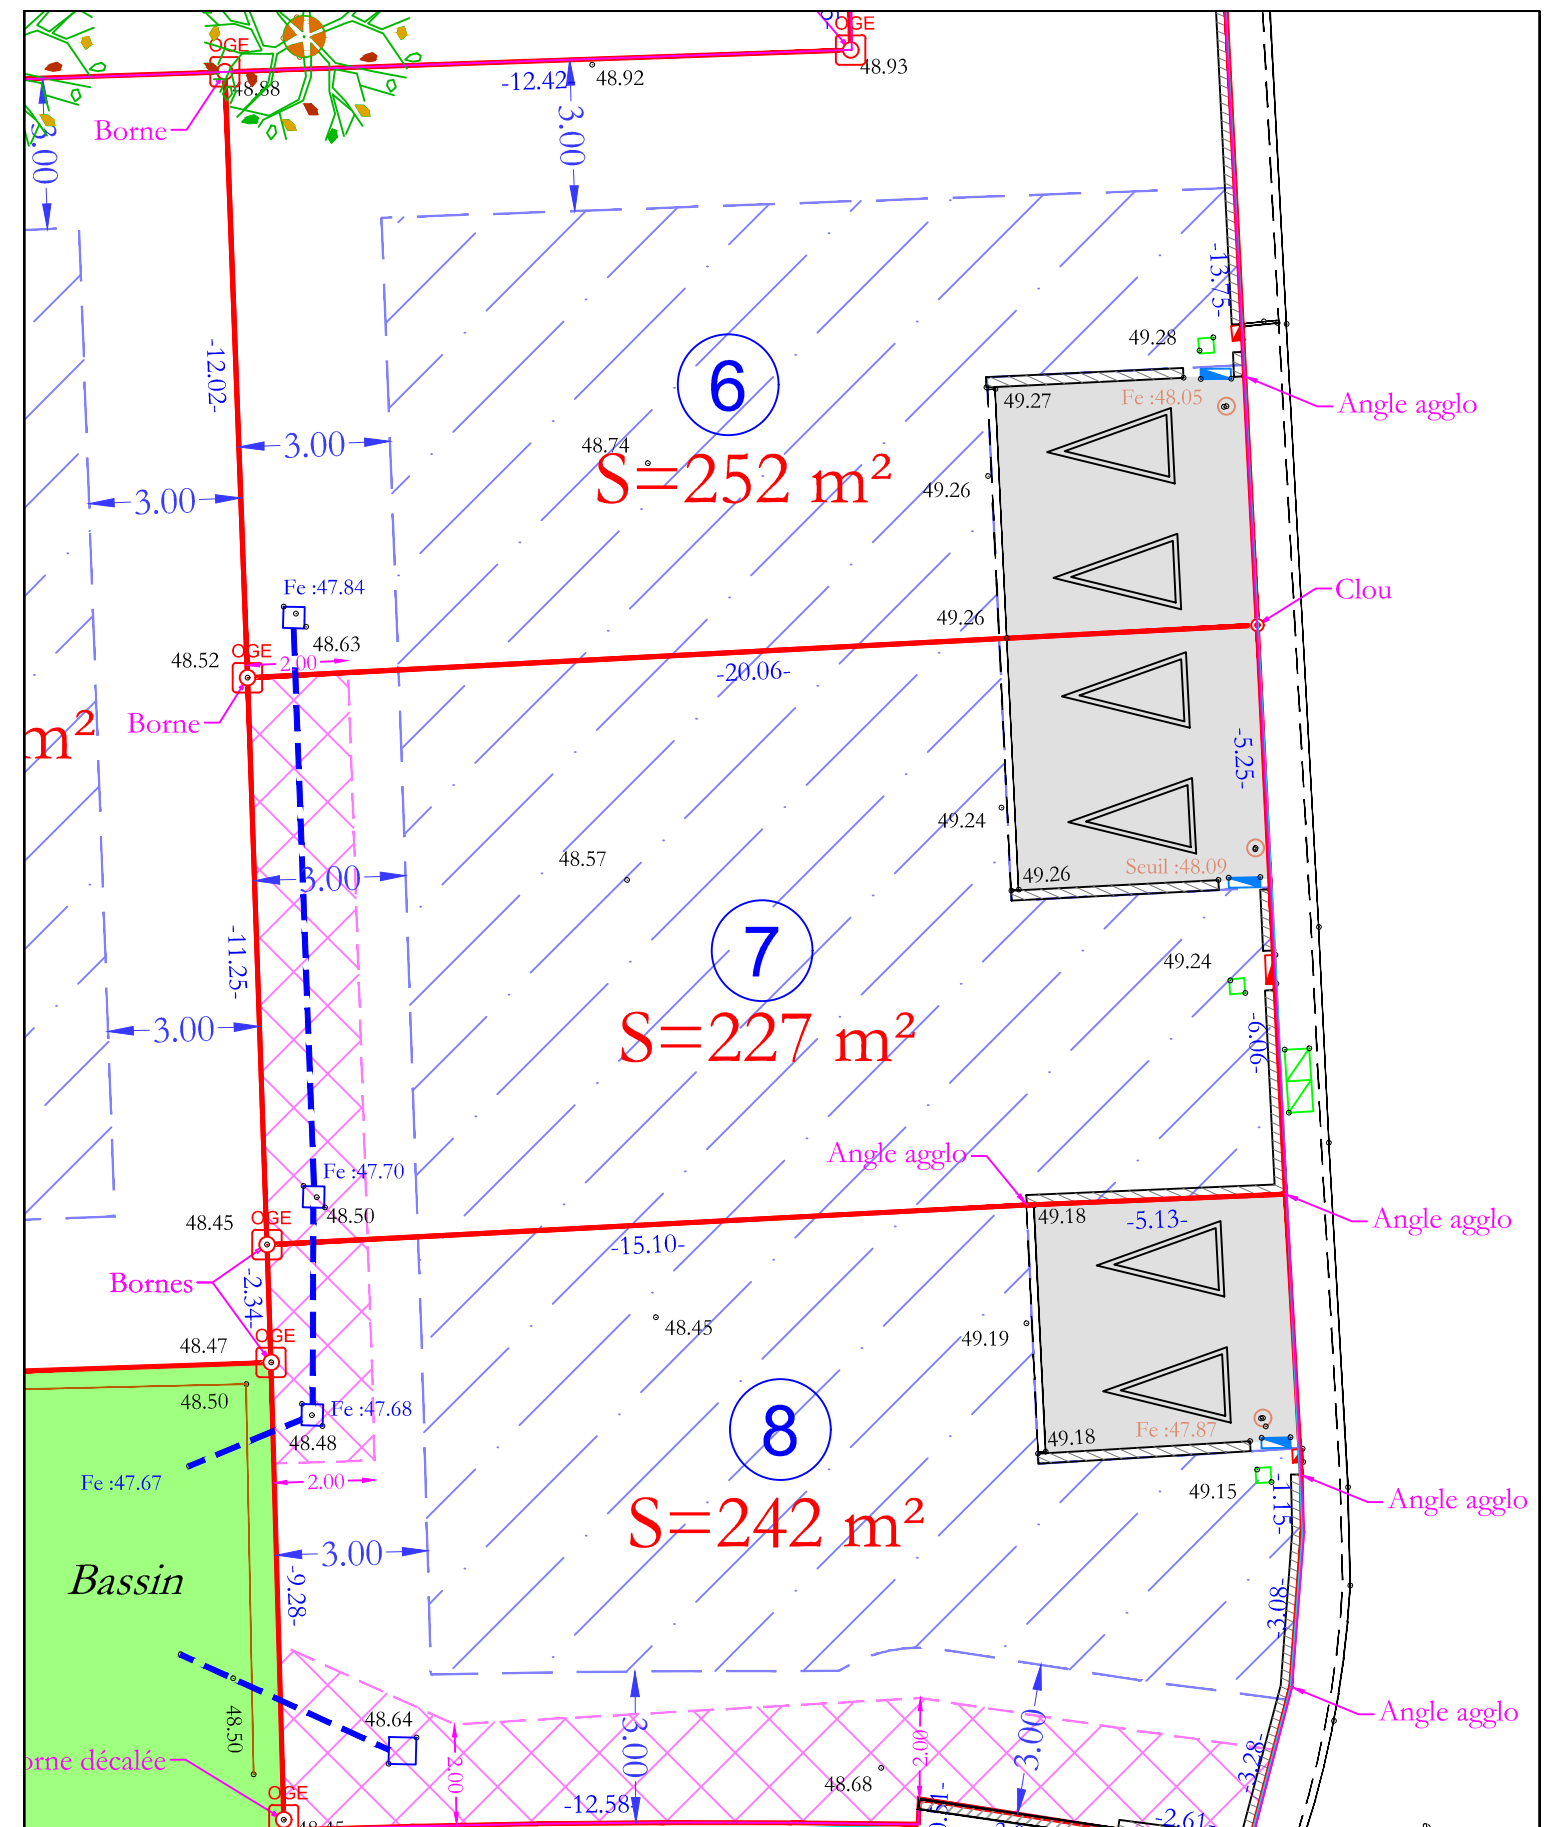 OGE
OGE
48.93
48.88
-12.42-
48.92
Borne
3.00
3.00
-13.75-
49.28
-12.02-
6
49.27
Fe :48.05
Angle agglo
3.00
48.74
S=252 m²
49.26
3.00
Fe :47.84
Clou
49.26
48.63
OGE
48.52
2.00
-20.06-
Borne
m²
-5.25-
49.24
48.57
49.26
Seuil :48.09
3.00
-11.25-
7
49.24
3.00
S=227 m²
-6.06-
Angle agglo
Fe :47.70
48.50
48.45
OGE
49.18
-5.13-
Angle agglo
-15.10-
Bornes
-2.34-
48.45
49.19
OGE
48.47
48.50
Fe :47.68
48.48
8
Fe :47.87
49.18
Fe :47.67
2.00
49.15
-1.15-
Angle agglo
S=242 m²
3.00
Bassin
-9.28-
-3.08-
48.64
48.50
Angle agglo
3.00
2.00
2.00
3.00
-3.28-
orne décalée
OGE
48.68
-12.58-
-2.61-